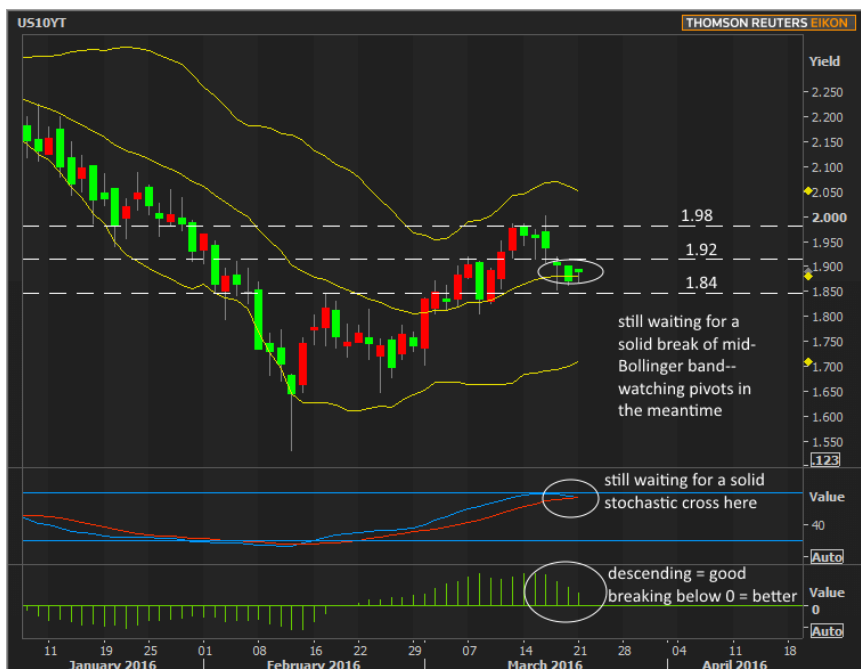 US10YT
THOMSON REUTERS EIKON
Yield
2.250
2.200
2.150
2.100
2.050
2.000
1.950
1.900
1.850
1.800
1.750
1.700
1.650
1.600
1.550
.123
1.98
1.92
1.84
still waiting for a
solid break of mid-
Bollinger band--
watching pivots in
the meantime
still waiting for a solid
stochastic cross here
Value
40
Auto
descending = good
breaking below 0 = better
Value
0
Auto
11 19 25 01 08 16 22 29 07 14 21 28 04 11 18
January 2016 February 2016 March 2016 April 2016